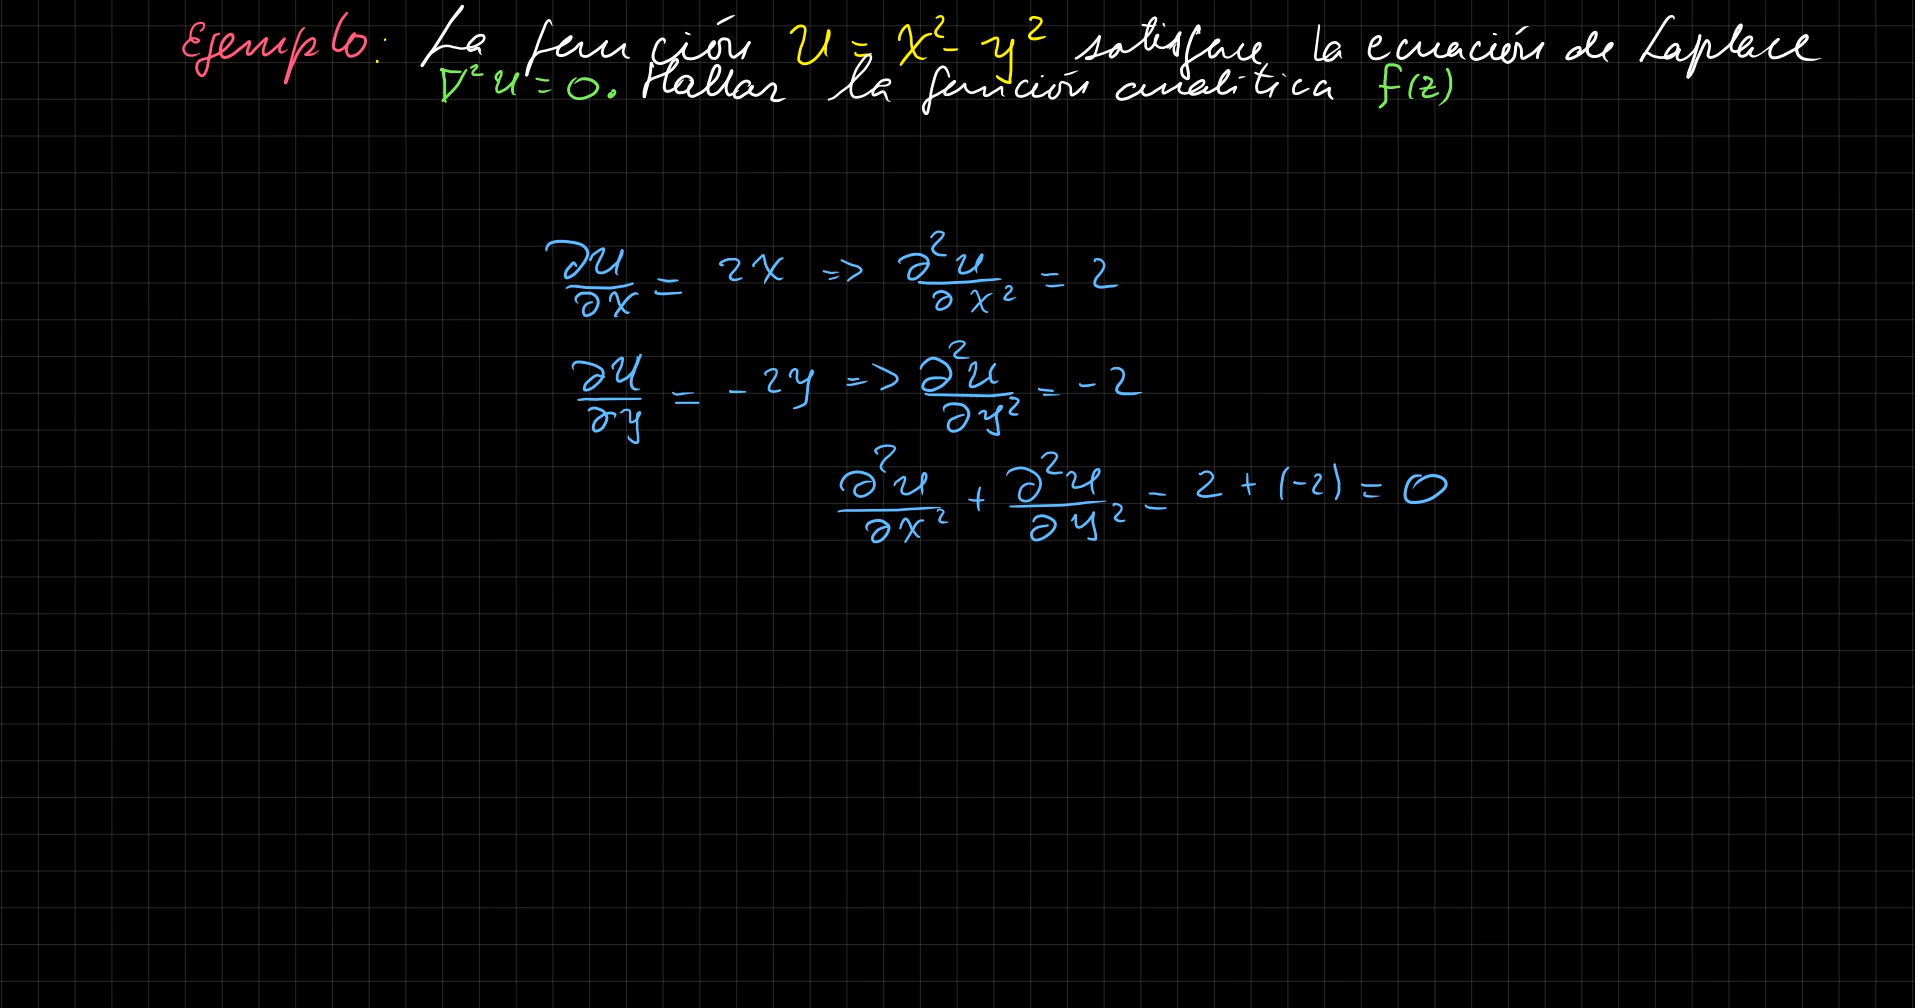 Ejemplo: La función U = x² - y² satisface la ecuación de Laplace
∇²u = 0. Hallar la función analítica f(z)
∂u/∂x = 2x => ∂²u/∂x² = 2
∂u/∂y = -2y => ∂²u/∂y² = -2
∂²u/∂x² + ∂²u/∂y² = 2 + (-2) = 0